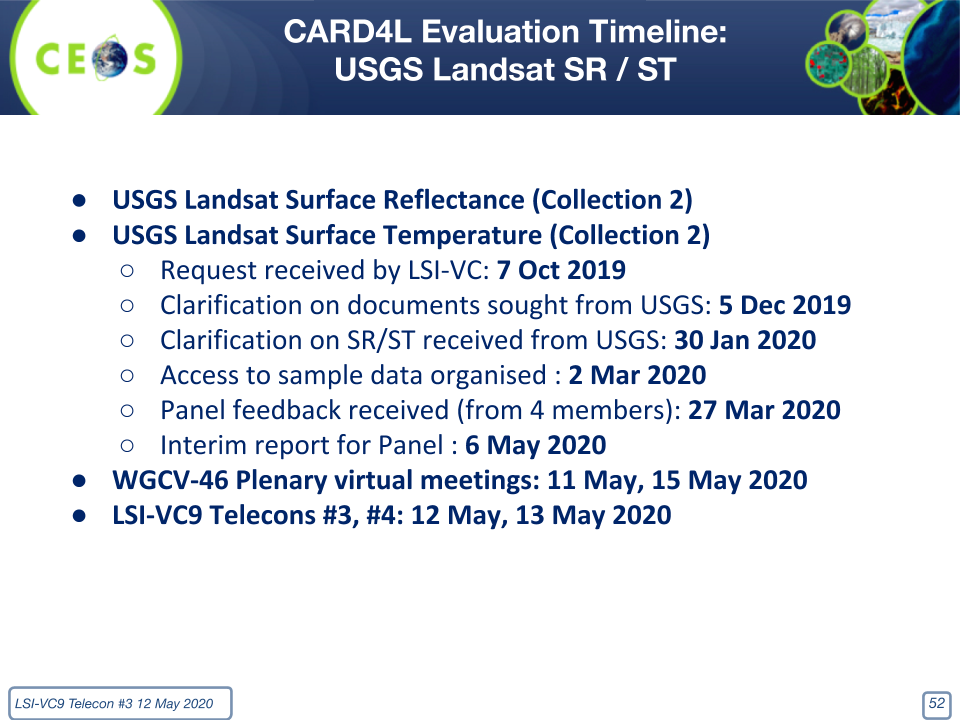 CEOS
CARD4L Evaluation Timeline:
USGS Landsat SR / ST
● USGS Landsat Surface Reflectance (Collection 2)
● USGS Landsat Surface Temperature (Collection 2)
○ Request received by LSI-VC: 7 Oct 2019
○ Clarification on documents sought from USGS: 5 Dec 2019
○ Clarification on SR/ST received from USGS: 30 Jan 2020
○ Access to sample data organised : 2 Mar 2020
○ Panel feedback received (from 4 members): 27 Mar 2020
○ Interim report for Panel : 6 May 2020
● WGCV-46 Plenary virtual meetings: 11 May, 15 May 2020
● LSI-VC9 Telecons #3, #4: 12 May, 13 May 2020
LSI-VC9 Telecon #3 12 May 2020
52